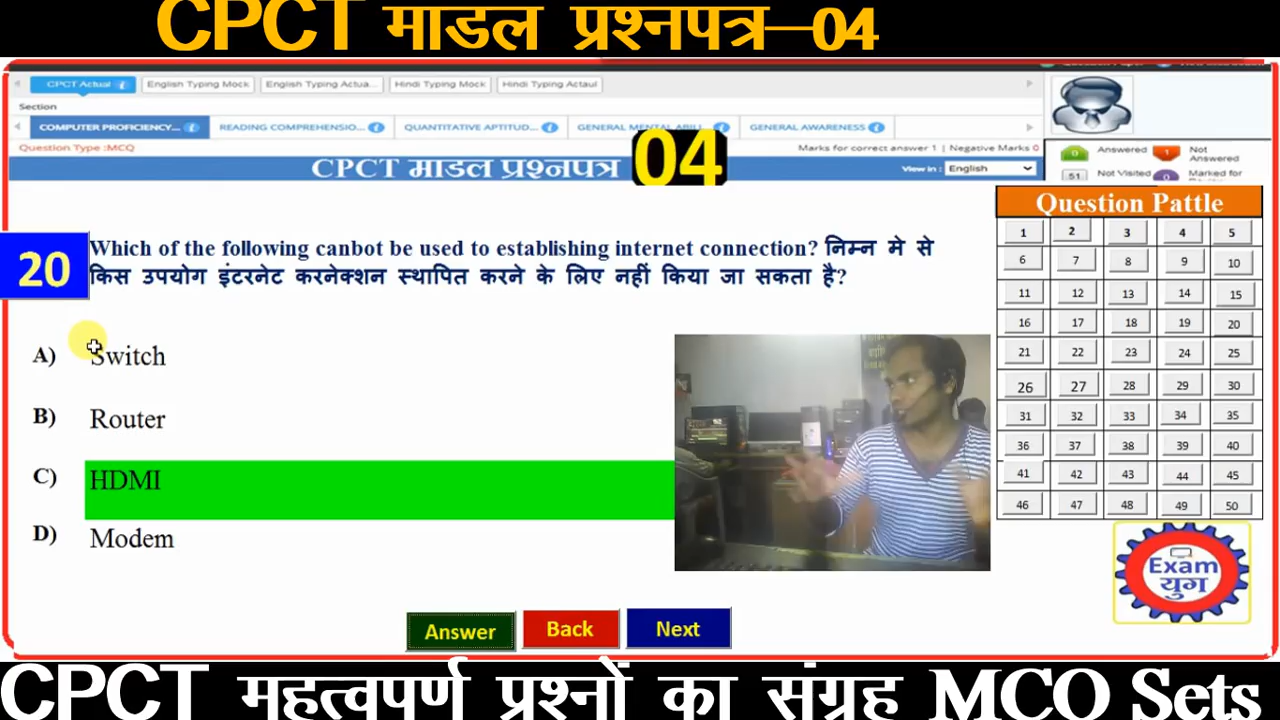 CPCT माडल प्रश्नपत्र–04
CPCT Actual
English Typing Mock
English Typing Actua...
Hindi Typing Mock
Hindi Typing Actaul
Section
COMPUTER PROFICIENCY...
READING COMPREHENSIO...
QUANTITATIVE APTITUD...
GENERAL MENTAL ABILI...
GENERAL AWARENESS
Question Type :MCQ
Marks for correct answer 1 | Negative Marks 0
CPCT माडल प्रश्नपत्र 04
View in : English
0 Answered 1 Not Answered
51 Not Visited 0 Marked for
Question Pattle
1 2 3 4 5
6 7 8 9 10
11 12 13 14 15
16 17 18 19 20
21 22 23 24 25
26 27 28 29 30
31 32 33 34 35
36 37 38 39 40
41 42 43 44 45
46 47 48 49 50
20
Which of the following canbot be used to establishing internet connection? निम्न मे से
किस उपयोग इंटरनेट करनेक्शन स्थापित करने के लिए नहीं किया जा सकता है?
A) Switch
B) Router
C) HDMI
D) Modem
Exam
युग
Answer Back Next
CPCT महत्वपर्ण प्रश्नों का संग्रह MCQ Sets